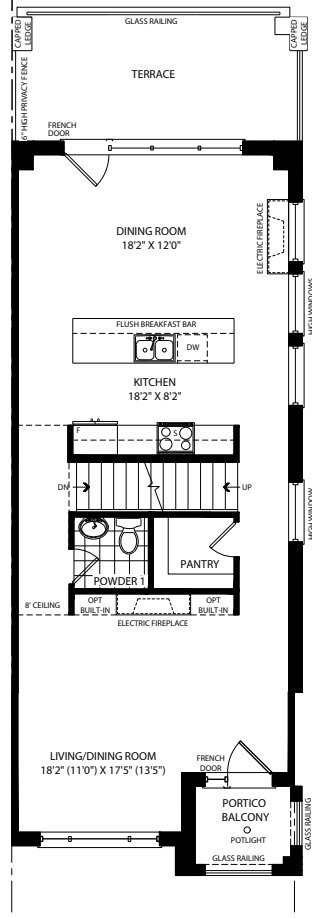 GLASS RAILING
CAPPED
LEDGE
CAPPED
LEDGE
TERRACE
6" HIGH PRIVACY FENCE
FRENCH
DOOR
DINING ROOM
18'2" X 12'0"
ELECTRIC FIREPLACE
HIGH WINDOWS
FLUSH BREAKFAST BAR
DW
KITCHEN
18'2" X 8'2"
F
S
DN
UP
HIGH WINDOW
PANTRY
POWDER 1
8' CEILING
OPT
BUILT-IN
OPT
BUILT-IN
ELECTRIC FIREPLACE
LIVING/DINING ROOM
18'2" (11'0") X 17'5" (13'5")
FRENCH
DOOR
PORTICO
BALCONY
POTLIGHT
GLASS RAILING
GLASS RAILING